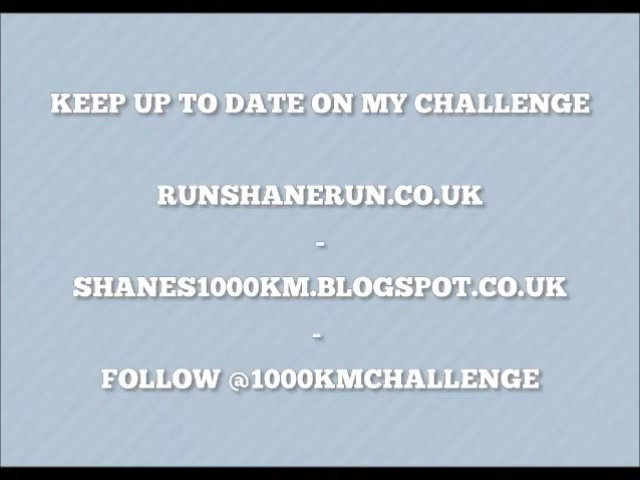 KEEP UP TO DATE ON MY CHALLENGE
RUNSHANERUN.CO.UK
-
SHANES1000KM.BLOGSPOT.CO.UK
-
FOLLOW @1000KMCHALLENGE